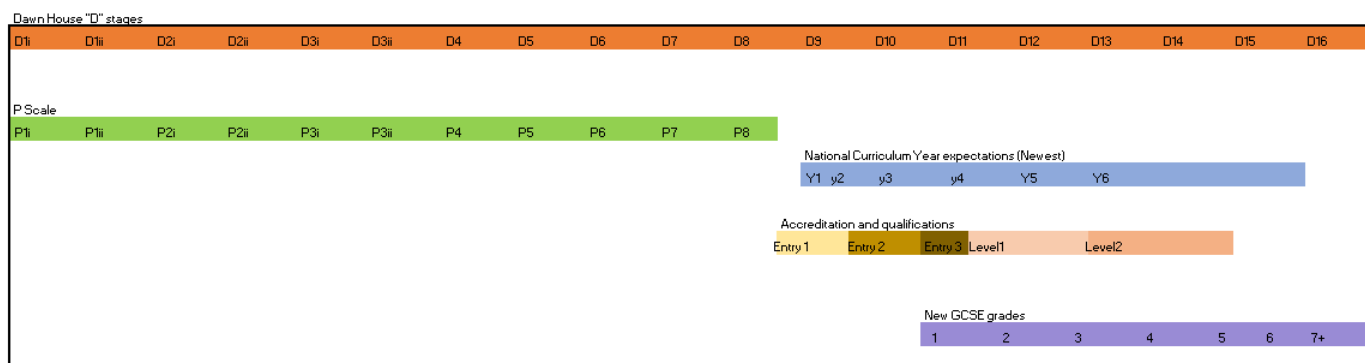 Dawn House "D" stages
D1i D1ii D2i D2ii D3i D3ii D4 D5 D6 D7 D8 D9 D10 D11 D12 D13 D14 D15 D16
P Scale
P1i P1ii P2i P2ii P3i P3ii P4 P5 P6 P7 P8
National Curriculum Year expectations (Newest)
Y1 y2 y3 y4 Y5 Y6
Accreditation and qualifications
Entry 1 Entry 2 Entry 3 Level1 Level2
New GCSE grades
1 2 3 4 5 6 7+